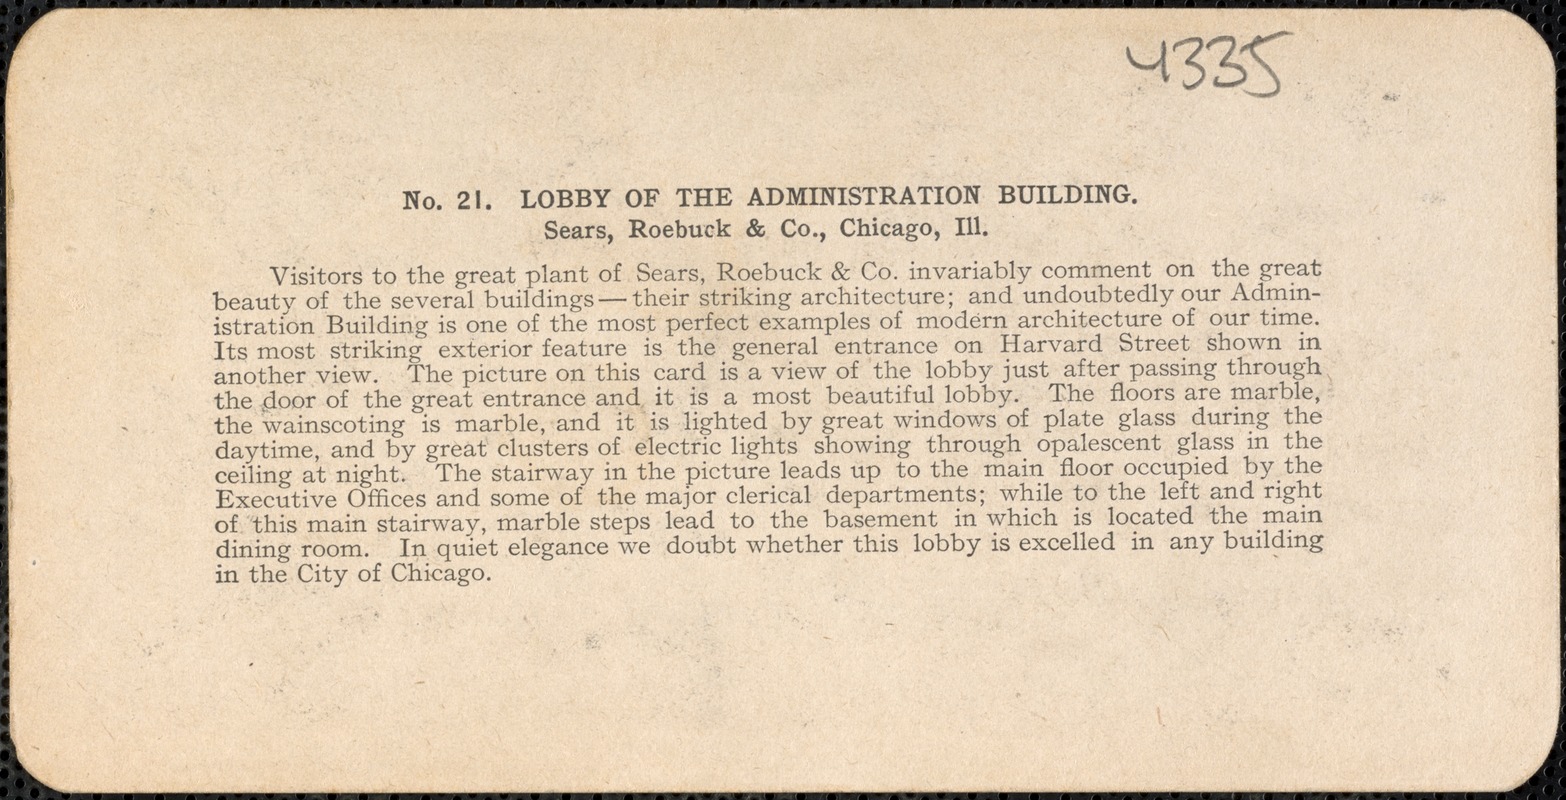 4335
No. 21. LOBBY OF THE ADMINISTRATION BUILDING.
Sears, Roebuck & Co., Chicago, Ill.
Visitors to the great plant of Sears, Roebuck & Co. invariably comment on the great
beauty of the several buildings — their striking architecture; and undoubtedly our Admin-
istration Building is one of the most perfect examples of modern architecture of our time.
Its most striking exterior feature is the general entrance on Harvard Street shown in
another view. The picture on this card is a view of the lobby just after passing through
the door of the great entrance and it is a most beautiful lobby. The floors are marble,
the wainscoting is marble, and it is lighted by great windows of plate glass during the
daytime, and by great clusters of electric lights showing through opalescent glass in the
ceiling at night. The stairway in the picture leads up to the main floor occupied by the
Executive Offices and some of the major clerical departments; while to the left and right
of this main stairway, marble steps lead to the basement in which is located the main
dining room. In quiet elegance we doubt whether this lobby is excelled in any building
in the City of Chicago.